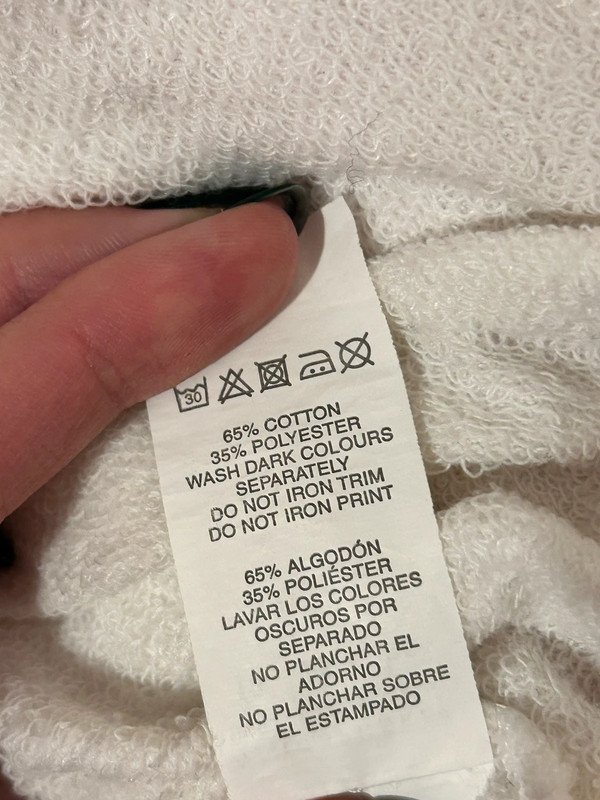 30
65% COTTON
35% POLYESTER
WASH DARK COLOURS
SEPARATELY
DO NOT IRON TRIM
DO NOT IRON PRINT
65% ALGODÓN
35% POLIÉSTER
LAVAR LOS COLORES
OSCUROS POR
SEPARADO
NO PLANCHAR EL
ADORNO
NO PLANCHAR SOBRE
EL ESTAMPADO